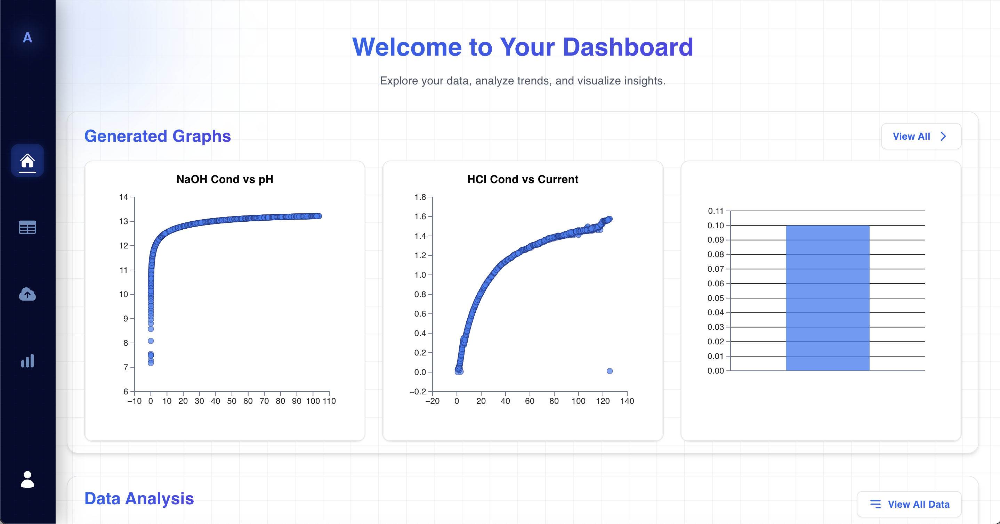 A
Welcome to Your Dashboard
Explore your data, analyze trends, and visualize insights.
Generated Graphs
View All
NaOH Cond vs pH
14
13
12
11
10
9
8
7
6
−10 0 10 20 30 40 50 60 70 80 90 100 110
HCl Cond vs Current
1.8
1.6
1.4
1.2
1.0
0.8
0.6
0.4
0.2
0.0
−0.2
−20 0 20 40 60 80 100 120 140
0.11
0.10
0.09
0.08
0.07
0.06
0.05
0.04
0.03
0.02
0.01
0.00
Data Analysis
View All Data